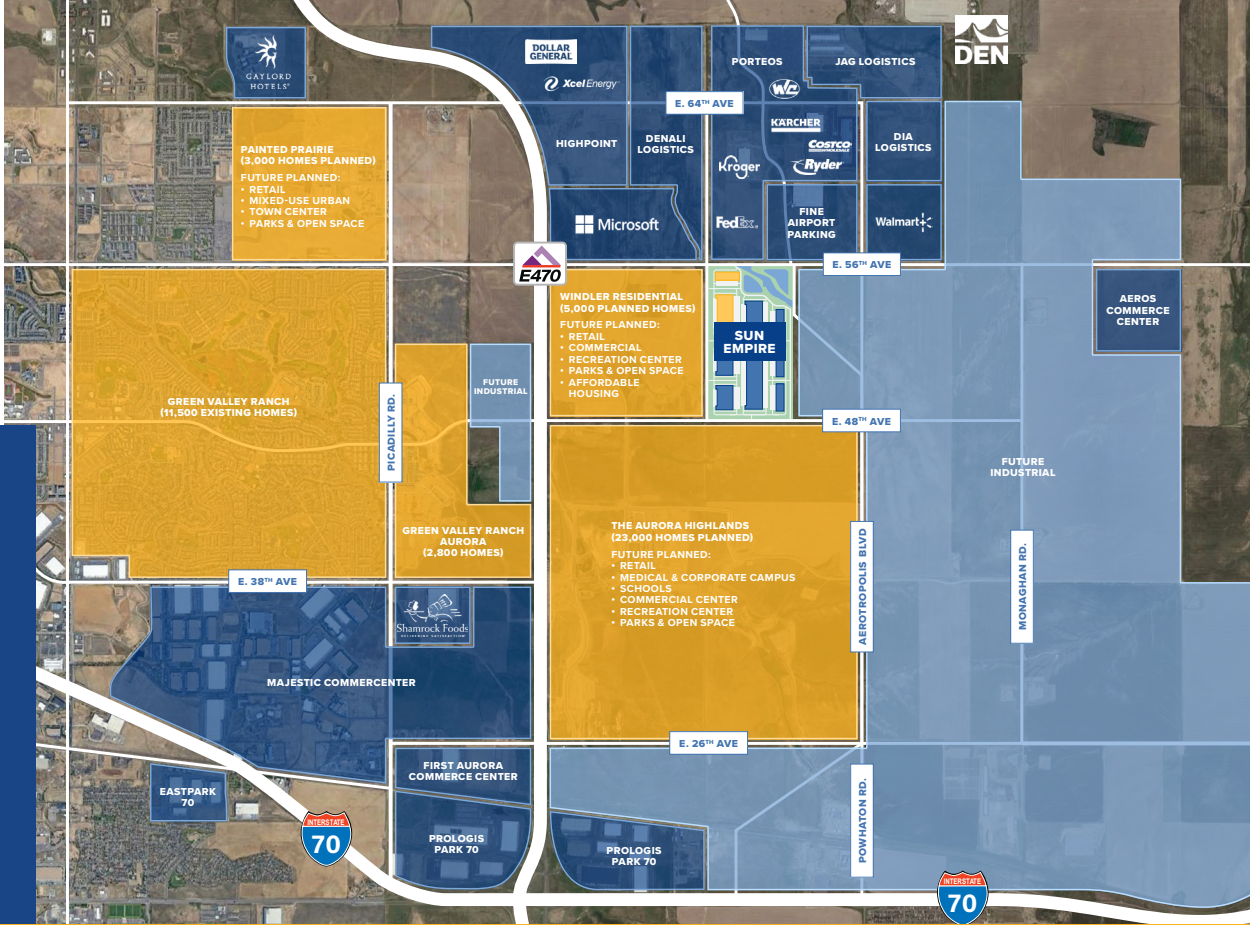 GAYLORD
HOTELS
DOLLAR
GENERAL
Xcel Energy
PORTEOS
WC
JAG LOGISTICS
DEN
E. 64TH AVE
HIGHPOINT
DENALI
LOGISTICS
KÄRCHER
COSTCO
WHOLESALE
Kroger
Ryder
DIA
LOGISTICS
PAINTED PRAIRIE
(3,000 HOMES PLANNED)
FUTURE PLANNED:
• RETAIL
• MIXED-USE URBAN
• TOWN CENTER
• PARKS & OPEN SPACE
Microsoft
FedEx
FINE
AIRPORT
PARKING
Walmart
E470
E. 56TH AVE
WINDLER RESIDENTIAL
(5,000 PLANNED HOMES)
FUTURE PLANNED:
• RETAIL
• COMMERCIAL
• RECREATION CENTER
• PARKS & OPEN SPACE
• AFFORDABLE
HOUSING
SUN
EMPIRE
AEROS
COMMERCE
CENTER
GREEN VALLEY RANCH
(11,500 EXISTING HOMES)
PICADILLY RD.
FUTURE
INDUSTRIAL
E. 48TH AVE
FUTURE
INDUSTRIAL
GREEN VALLEY RANCH
AURORA
(2,800 HOMES)
THE AURORA HIGHLANDS
(23,000 HOMES PLANNED)
FUTURE PLANNED:
• RETAIL
• MEDICAL & CORPORATE CAMPUS
• SCHOOLS
• COMMERCIAL CENTER
• RECREATION CENTER
• PARKS & OPEN SPACE
AEROTROPOLIS BLVD
MONAGHAN RD.
E. 38TH AVE
Shamrock Foods
DELIVERING SATISFACTION
MAJESTIC COMMERCENTER
E. 26TH AVE
FIRST AURORA
COMMERCE CENTER
EASTPARK
70
INTERSTATE
70
PROLOGIS
PARK 70
PROLOGIS
PARK 70
POWHATON RD.
INTERSTATE
70